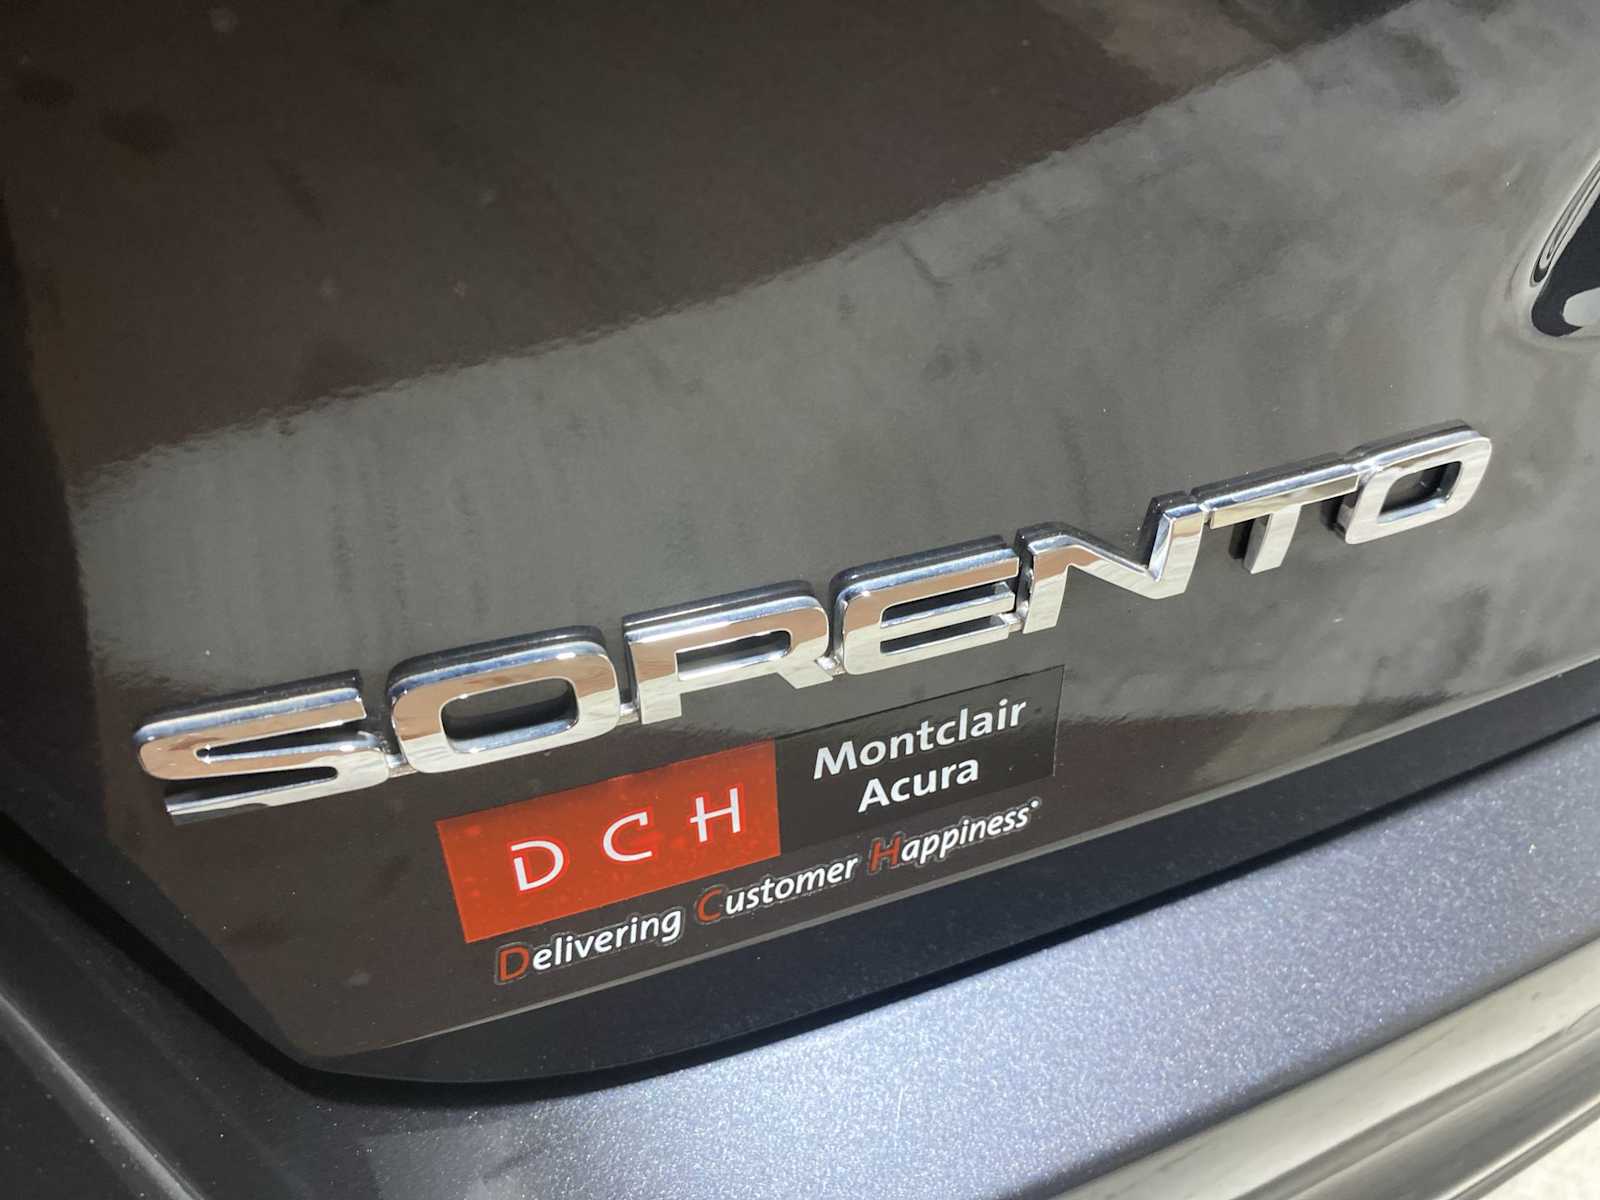 SORENTO
DCH
Montclair
Acura
Delivering Customer Happiness®